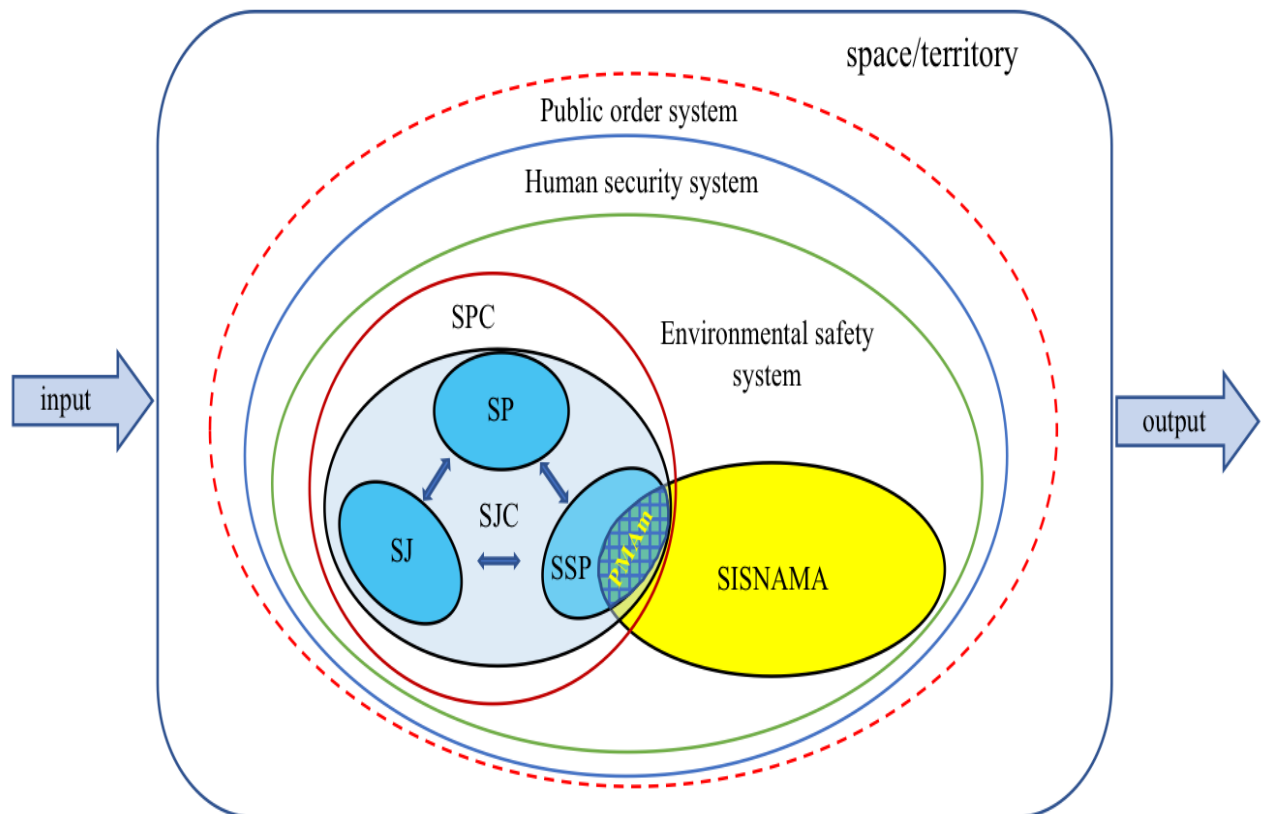 space/territory
Public order system
Human security system
SPC
Environmental safety
system
input
SP
output
SJC
SJ
SSP
PMAm
SISNAMA